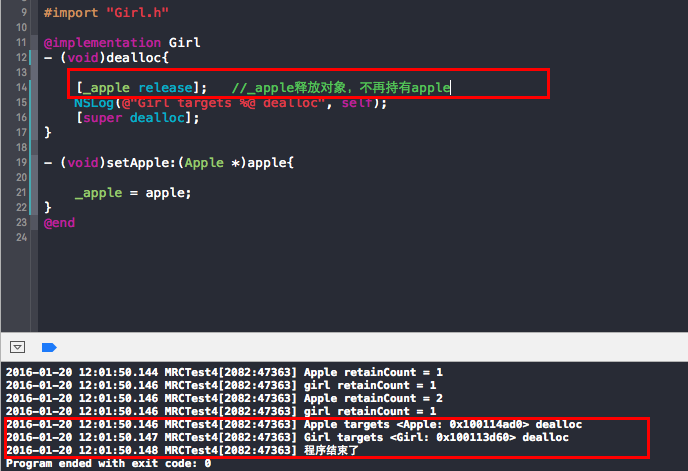 9 #import "Girl.h"
10
11 @implementation Girl
12 - (void)dealloc{
13
14 [_apple release]; //_apple释放对象，不再持有apple
15 NSLog(@"Girl targets %@ dealloc", self);
16 [super dealloc];
17 }
18
19 - (void)setApple:(Apple *)apple{
20
21 _apple = apple;
22 }
23 @end
24
2016-01-20 12:01:50.144 MRCTest4[2082:47363] Apple retainCount = 1
2016-01-20 12:01:50.146 MRCTest4[2082:47363] girl retainCount = 1
2016-01-20 12:01:50.146 MRCTest4[2082:47363] Apple retainCount = 2
2016-01-20 12:01:50.146 MRCTest4[2082:47363] girl retainCount = 1
2016-01-20 12:01:50.146 MRCTest4[2082:47363] Apple targets <Apple: 0x100114ad0> dealloc
2016-01-20 12:01:50.147 MRCTest4[2082:47363] Girl targets <Girl: 0x100113d60> dealloc
2016-01-20 12:01:50.148 MRCTest4[2082:47363] 程序结束了
Program ended with exit code: 0